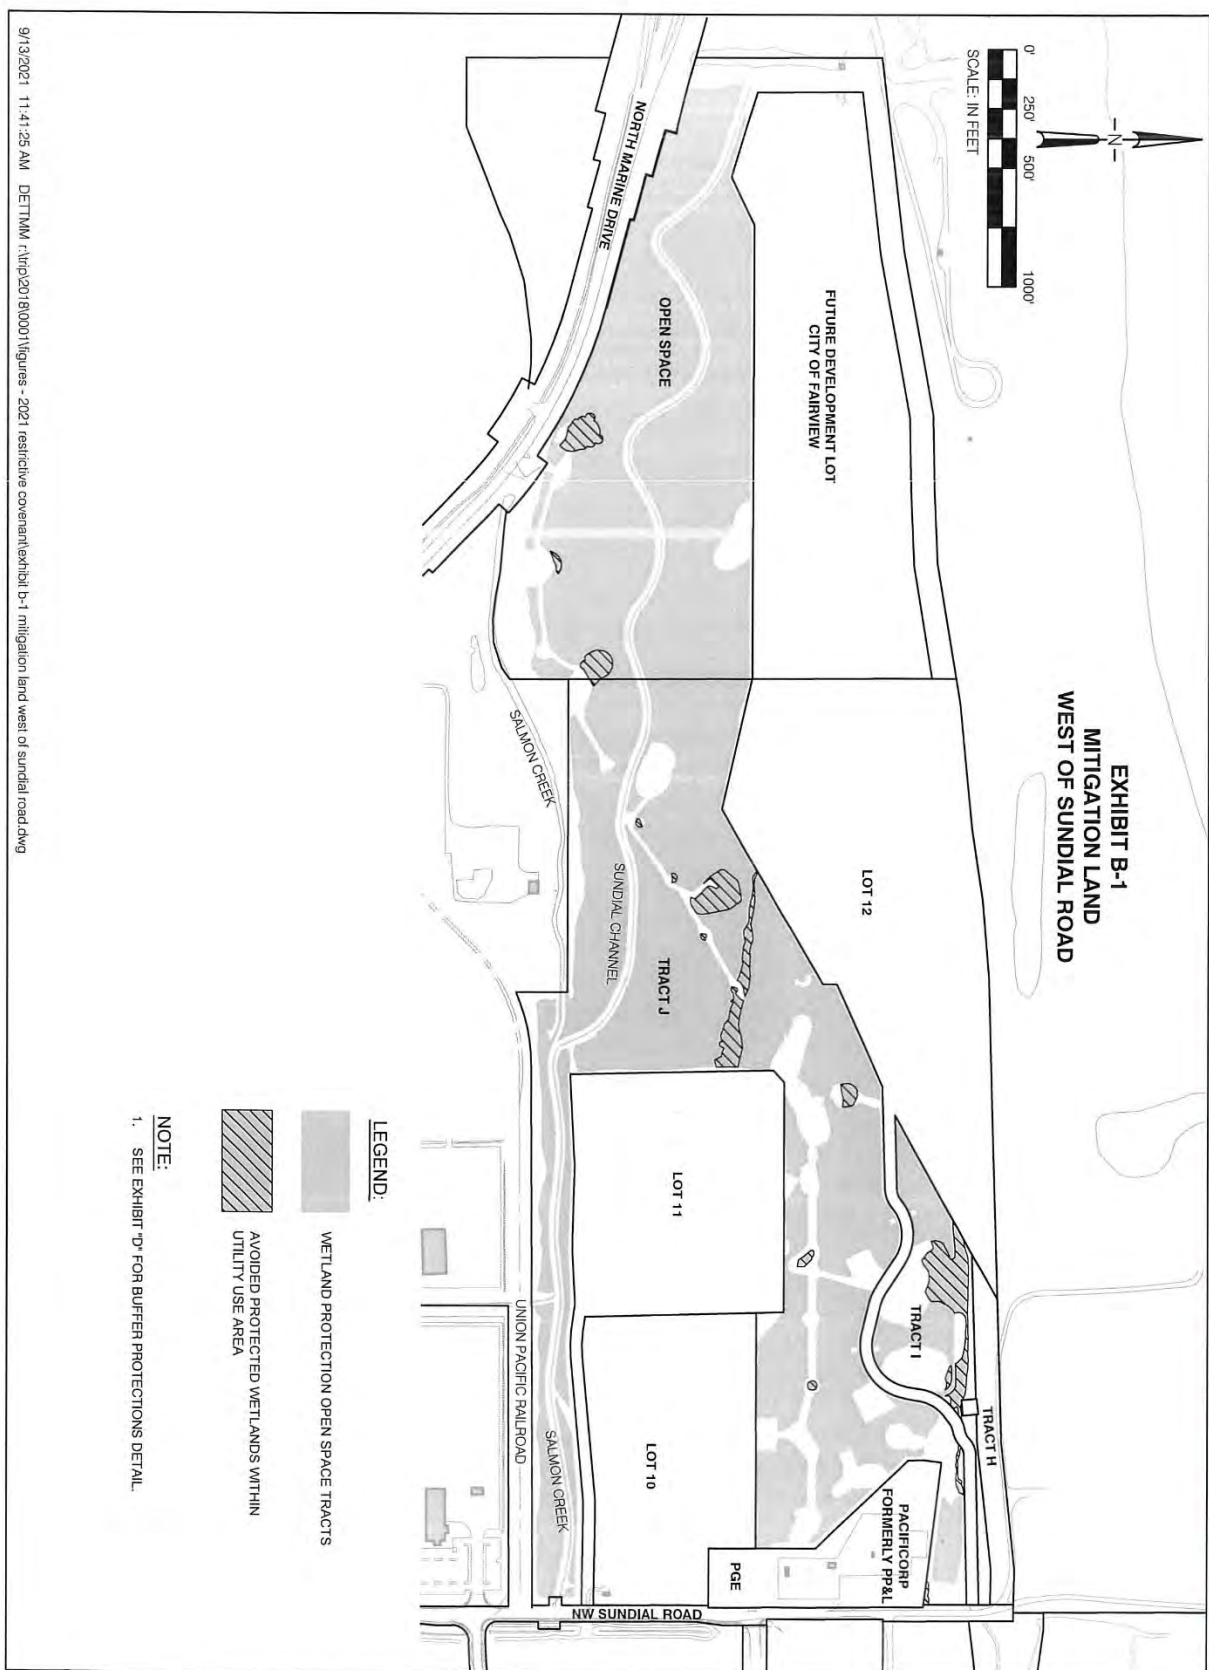 EXHIBIT B-1
MITIGATION LAND
WEST OF SUNDIAL ROAD
0' 250' 500' 1000'
SCALE: IN FEET
-N-
NORTH MARINE DRIVE
OPEN SPACE
FUTURE DEVELOPMENT LOT
CITY OF FAIRVIEW
LOT 12
SALMON CREEK
SUNDIAL CHANNEL
TRACT J
LOT 11
TRACT I
TRACT H
LOT 10
UNION PACIFIC RAILROAD
SALMON CREEK
PACIFICORP
FORMERLY PP&L
PGE
NW SUNDIAL ROAD
LEGEND:
WETLAND PROTECTION OPEN SPACE TRACTS
AVOIDED PROTECTED WETLANDS WITHIN
UTILITY USE AREA
NOTE:
1. SEE EXHIBIT "D" FOR BUFFER PROTECTIONS DETAIL.
9/13/2021 11:41:25 AM DETTMM r:\trip\2018\0001\figures - 2021 restrictive covenant\exhibit b-1 mitigation land west of sundial road.dwg